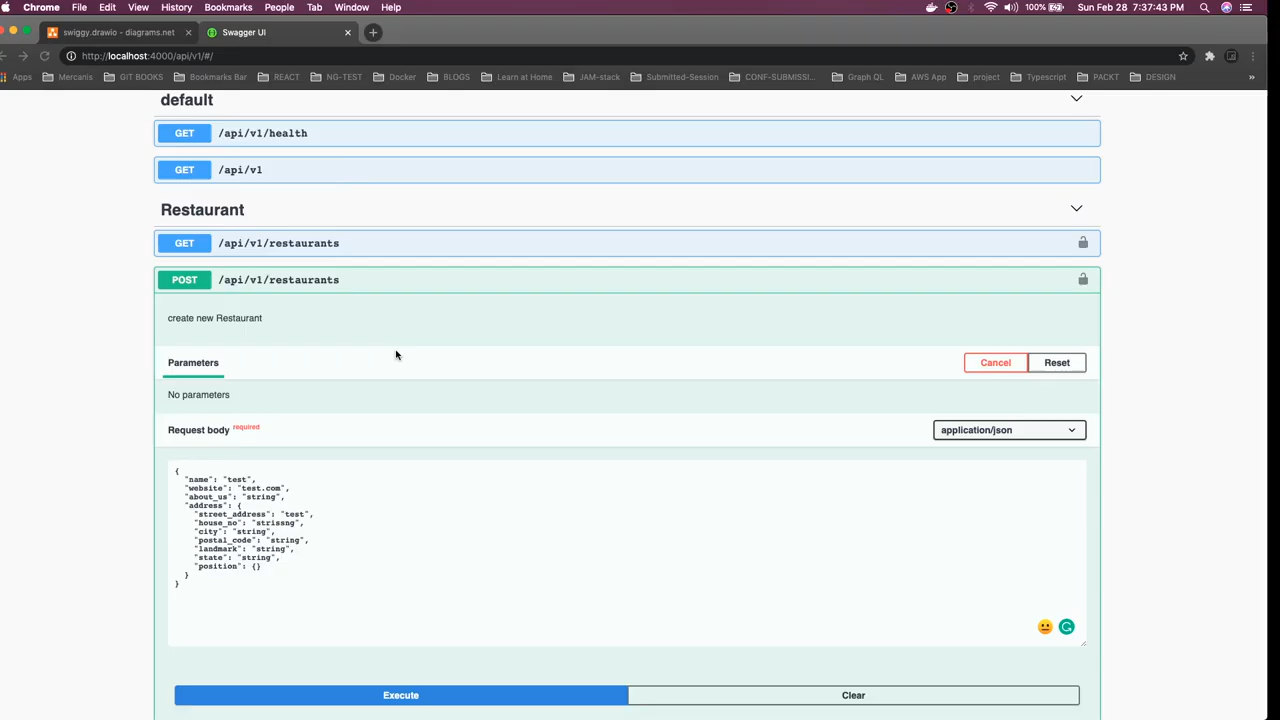 Chrome File Edit View History Bookmarks People Tab Window Help 100% Sun Feb 28 7:37:43 PM
swiggy.drawio - diagrams.net Swagger UI
http://localhost:4000/api/v1/#/
Apps Mercanis GIT BOOKS Bookmarks Bar REACT NG-TEST Docker BLOGS Learn at Home JAM-stack Submitted-Session CONF-SUBMISSI... Graph QL AWS App project Typescript PACKT DESIGN »
default
GET /api/v1/health
GET /api/v1
Restaurant
GET /api/v1/restaurants
POST /api/v1/restaurants
create new Restaurant
Parameters Cancel Reset
No parameters
Request body required application/json
{
"name": "test",
"website": "test.com",
"about_us": "string",
"address": {
"street_address": "test",
"house_no": "strissng",
"city": "string",
"postal_code": "string",
"landmark": "string",
"state": "string",
"position": {}
}
}
Execute Clear